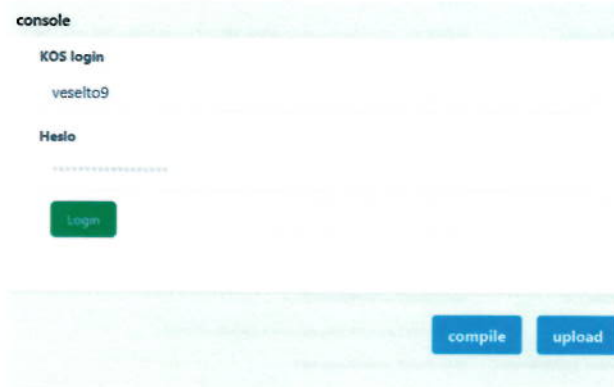 console
KOS login
veselto9
Heslo
Login
compile upload